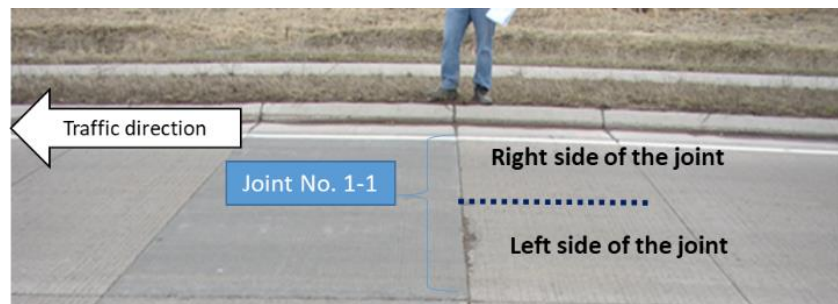 Traffic direction
Right side of the joint
Joint No. 1-1
Left side of the joint